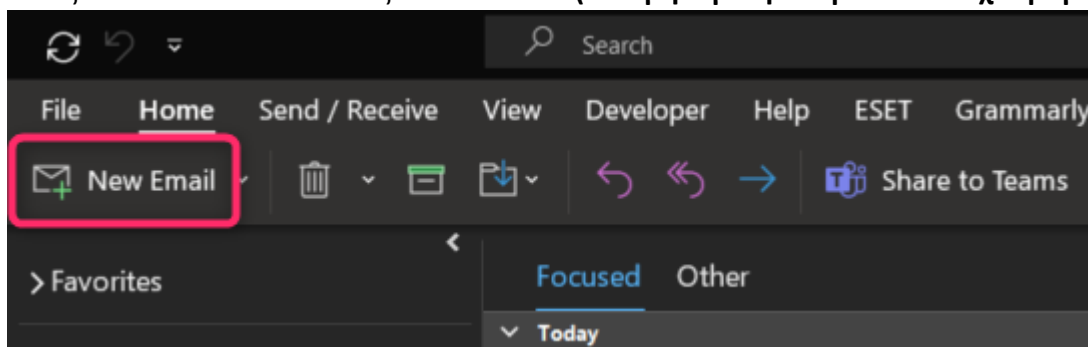 Search
File Home Send / Receive View Developer Help ESET Grammarly
New Email Share to Teams
Favorites
Focused Other
Today